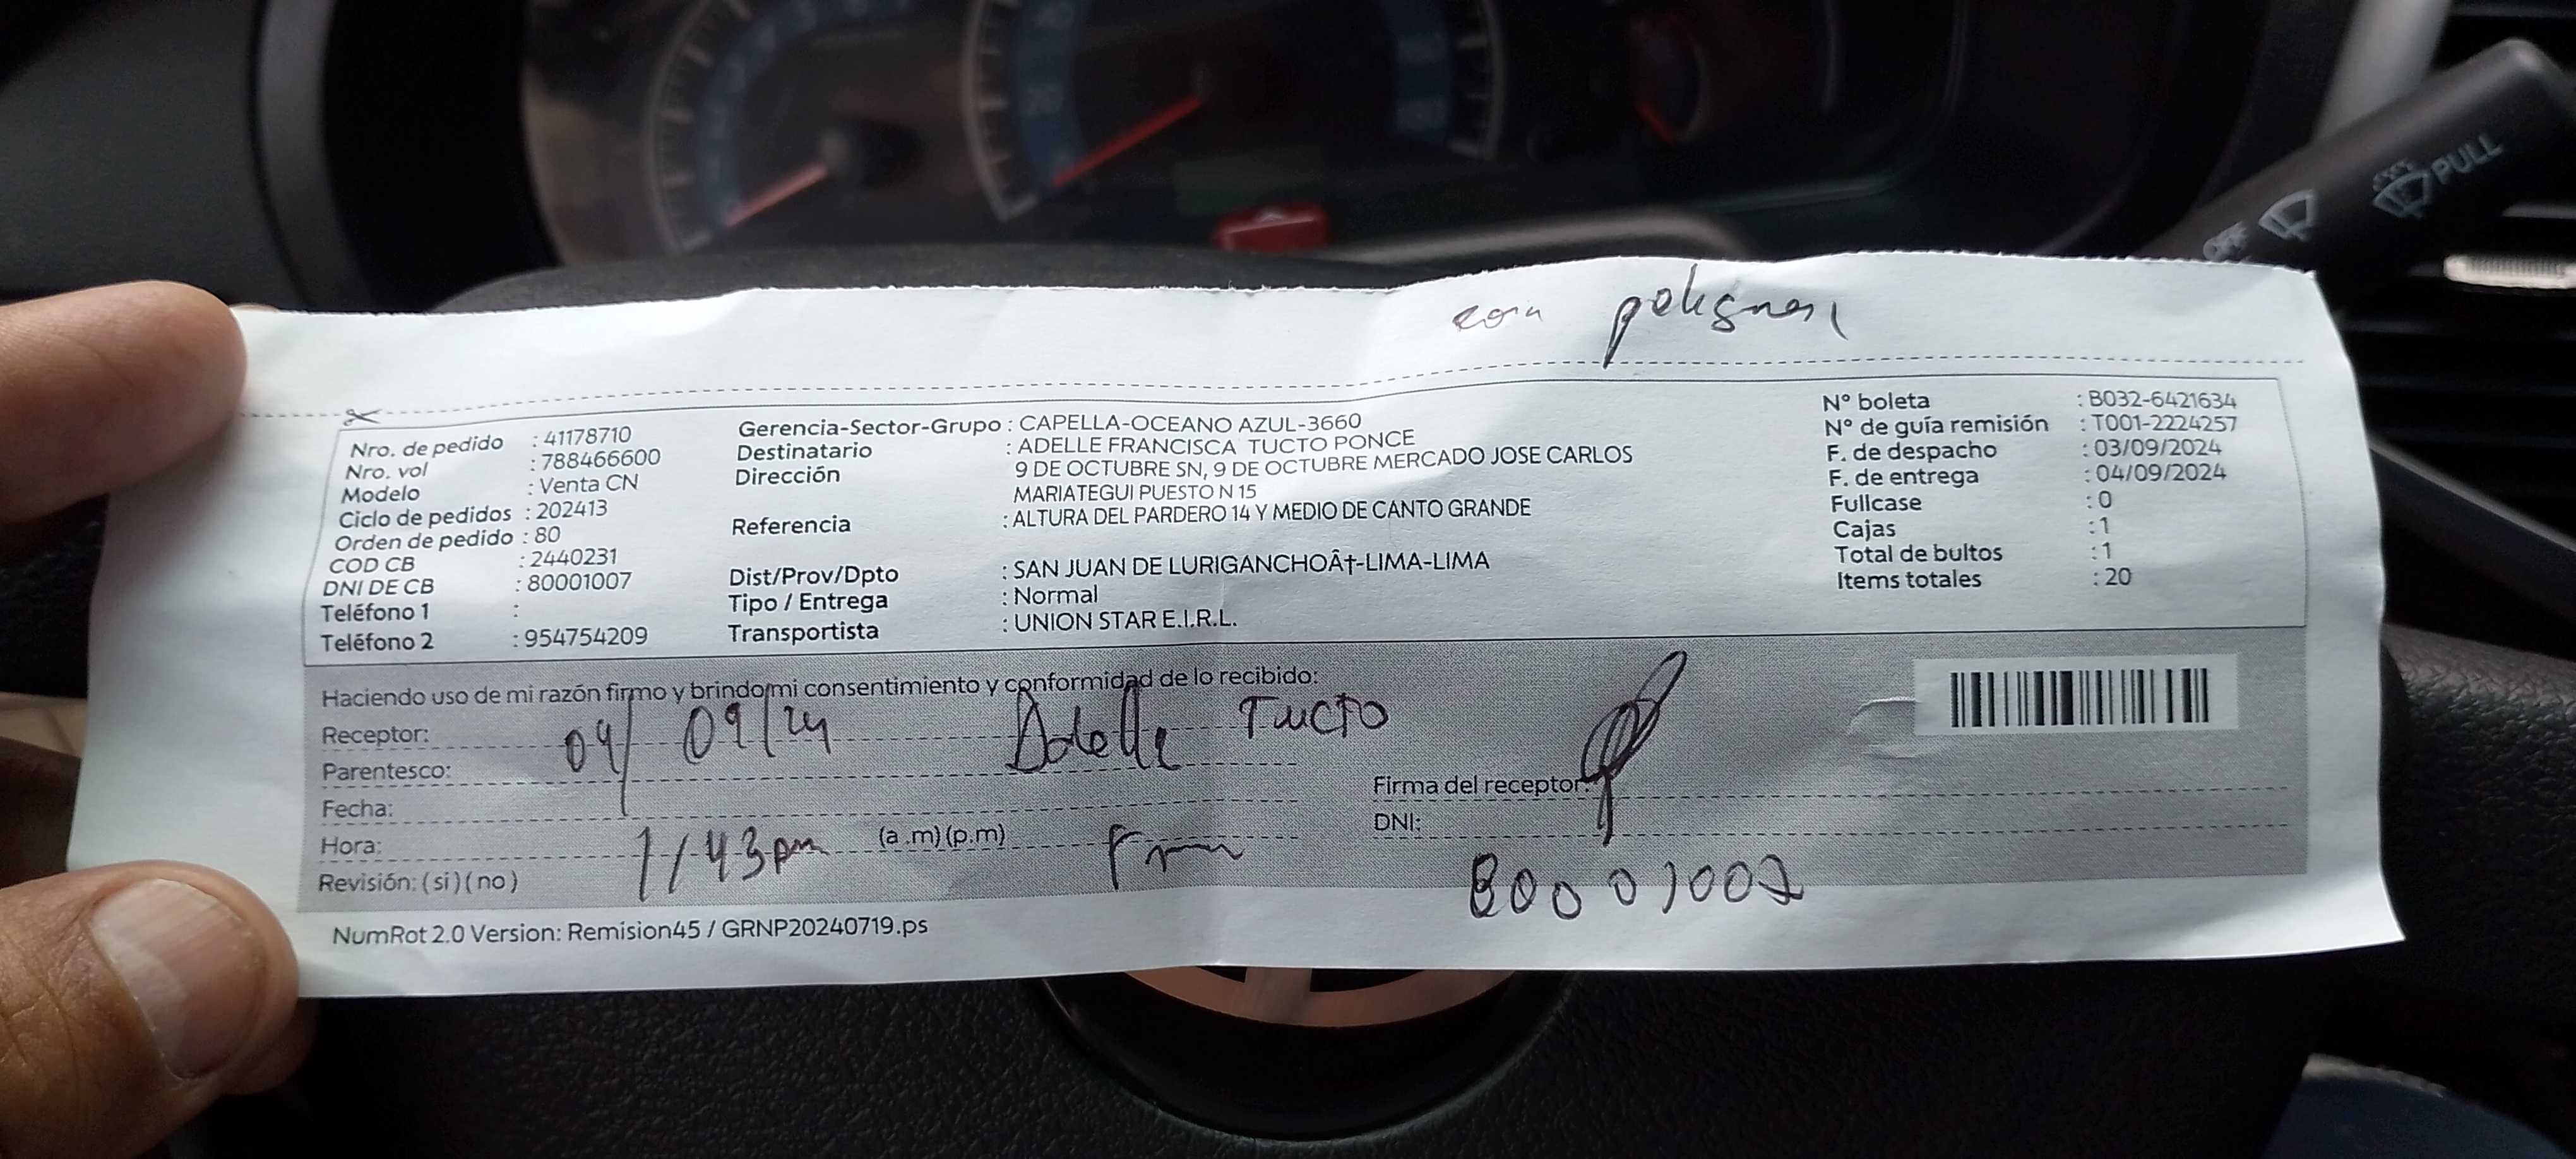 PULL
OFF
con
Nro. de pedido : 41178710
Nro. vol : 788466600
Modelo : Venta CN
Ciclo de pedidos : 202413
Orden de pedido : 80
COD CB : 2440231
DNI DE CB : 80001007
Teléfono 1 :
Teléfono 2 : 954754209
Gerencia-Sector-Grupo : CAPELLA-OCEANO AZUL-3660
Destinatario : ADELLE FRANCISCA TUCTO PONCE
Dirección 9 DE OCTUBRE SN, 9 DE OCTUBRE MERCADO JOSE CARLOS
MARIATEGUI PUESTO N 15
Referencia : ALTURA DEL PARDERO 14 Y MEDIO DE CANTO GRANDE
Dist/Prov/Dpto : SAN JUAN DE LURIGANCHOÂ†-LIMA-LIMA
Tipo / Entrega : Normal
Transportista : UNION STAR E.I.R.L.
N° boleta : B032-6421634
N° de guía remisión : T001-2224257
F. de despacho : 03/09/2024
F. de entrega : 04/09/2024
Fullcase : 0
Cajas : 1
Total de bultos : 1
Items totales : 20
Haciendo uso de mi razón firmo y brindo mi consentimiento y conformidad de lo recibido:
Receptor: 04/09/24 Adelle Tucto
Parentesco:
Fecha:
Hora: 1/43pm (a.m)(p.m)
Revisión: (si)(no)
Firma del receptor:
DNI:
80001007
NumRot 2.0 Version: Remision45 / GRNP20240719.ps